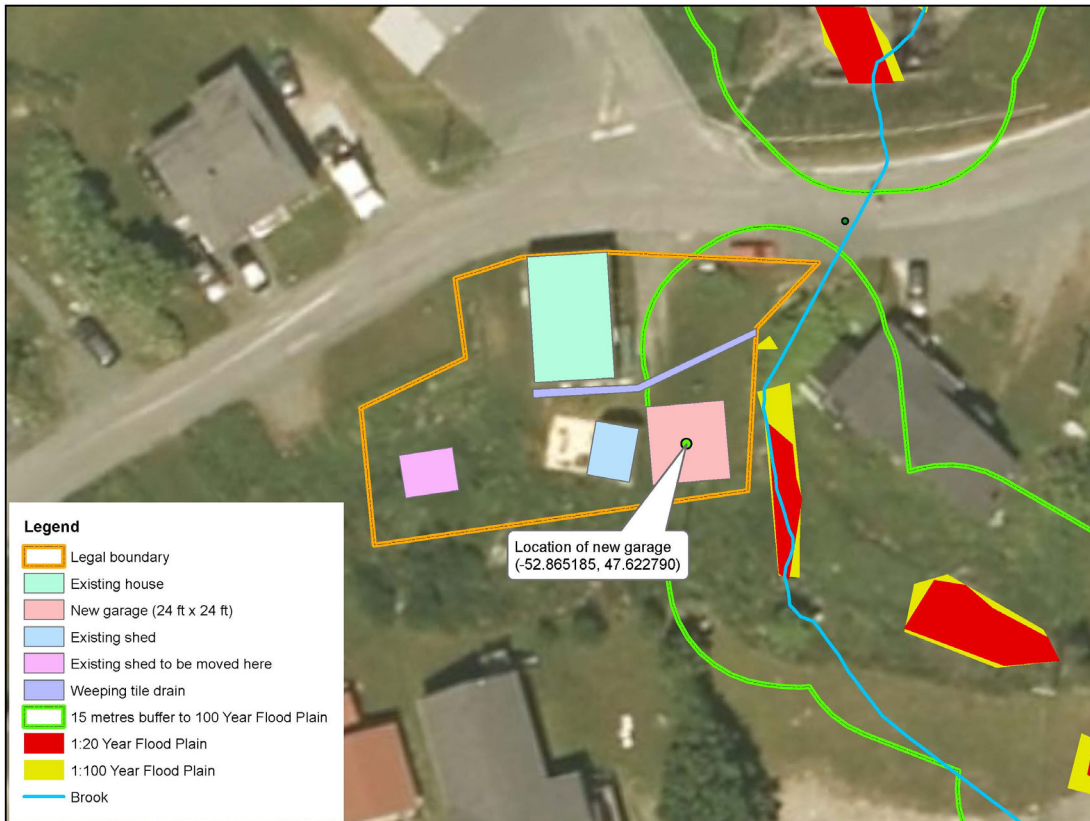 Location of new garage
(-52.865185, 47.622790)
Legend
Legal boundary
Existing house
New garage (24 ft x 24 ft)
Existing shed
Existing shed to be moved here
Weeping tile drain
15 metres buffer to 100 Year Flood Plain
1:20 Year Flood Plain
1:100 Year Flood Plain
Brook